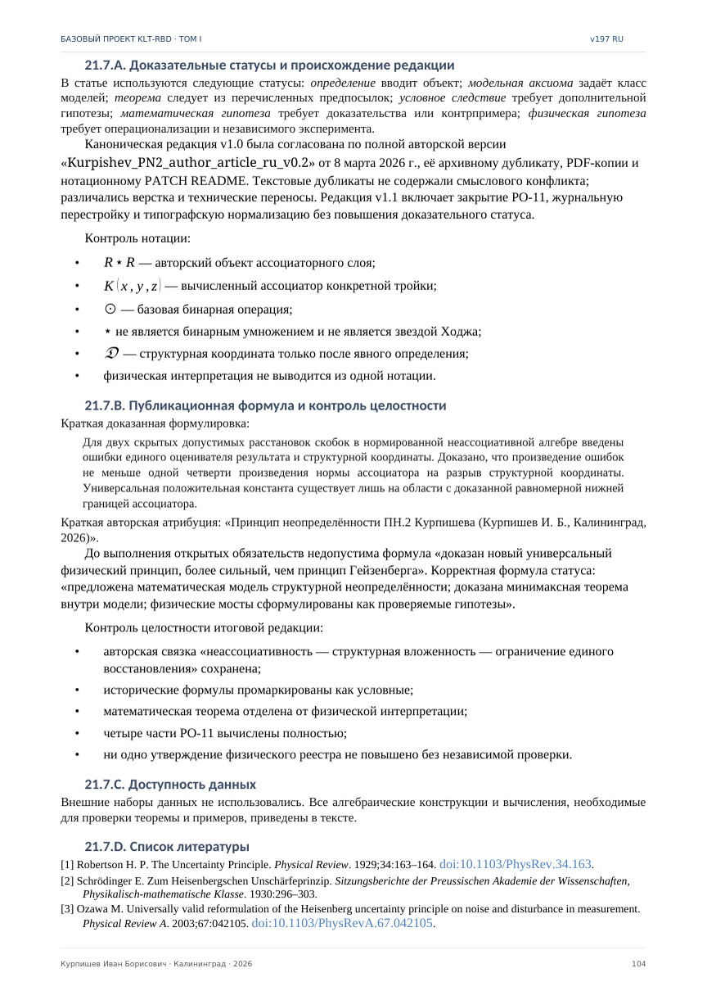 БАЗОВЫЙ ПРОЕКТ KLT-RBD · ТОМ I
v197 RU
21.7.A. Доказательные статусы и происхождение редакции
В статье используются следующие статусы: определение вводит объект; модельная аксиома задаёт класс
моделей; теорема следует из перечисленных предпосылок; условное следствие требует дополнительной
гипотезы; математическая гипотеза требует доказательства или контрпримера; физическая гипотеза
требует операционализации и независимого эксперимента.
Каноническая редакция v1.0 была согласована по полной авторской версии
«Kurpishev_PN2_author_article_ru_v0.2» от 8 марта 2026 г., её архивному дубликату, PDF-копии и
нотационному PATCH README. Текстовые дубликаты не содержали смыслового конфликта;
различались верстка и технические переносы. Редакция v1.1 включает закрытие PO-11, журнальную
перестройку и типографскую нормализацию без повышения доказательного статуса.
Контроль нотации:
• R ⋆ R — авторский объект ассоциаторного слоя;
• K(x, y, z) — вычисленный ассоциатор конкретной тройки;
• ⊙ — базовая бинарная операция;
• ⋆ не является бинарным умножением и не является звездой Ходжа;
• 𝒟 — структурная координата только после явного определения;
• физическая интерпретация не выводится из одной нотации.
21.7.B. Публикационная формула и контроль целостности
Краткая доказанная формулировка:
Для двух скрытых допустимых расстановок скобок в нормированной неассоциативной алгебре введены
ошибки единого оценивателя результата и структурной координаты. Доказано, что произведение ошибок
не меньше одной четверти произведения нормы ассоциатора на разрыв структурной координаты.
Универсальная положительная константа существует лишь на области с доказанной равномерной нижней
границей ассоциатора.
Краткая авторская атрибуция: «Принцип неопределённости ПН.2 Курпишева (Курпишев И. Б., Калининград,
2026)».
До выполнения открытых обязательств недопустима формула «доказан новый универсальный
физический принцип, более сильный, чем принцип Гейзенберга». Корректная формула статуса:
«предложена математическая модель структурной неопределённости; доказана минимаксная теорема
внутри модели; физические мосты сформулированы как проверяемые гипотезы».
Контроль целостности итоговой редакции:
• авторская связка «неассоциативность — структурная вложенность — ограничение единого
восстановления» сохранена;
• исторические формулы промаркированы как условные;
• математическая теорема отделена от физической интерпретации;
• четыре части PO-11 вычислены полностью;
• ни одно утверждение физического реестра не повышено без независимой проверки.
21.7.C. Доступность данных
Внешние наборы данных не использовались. Все алгебраические конструкции и вычисления, необходимые
для проверки теоремы и примеров, приведены в тексте.
21.7.D. Список литературы
[1] Robertson H. P. The Uncertainty Principle. Physical Review. 1929;34:163–164. doi:10.1103/PhysRev.34.163.
[2] Schrödinger E. Zum Heisenbergschen Unschärfeprinzip. Sitzungsberichte der Preussischen Akademie der Wissenschaften,
Physikalisch-mathematische Klasse. 1930:296–303.
[3] Ozawa M. Universally valid reformulation of the Heisenberg uncertainty principle on noise and disturbance in measurement.
Physical Review A. 2003;67:042105. doi:10.1103/PhysRevA.67.042105.
Курпишев Иван Борисович · Калининград · 2026
104